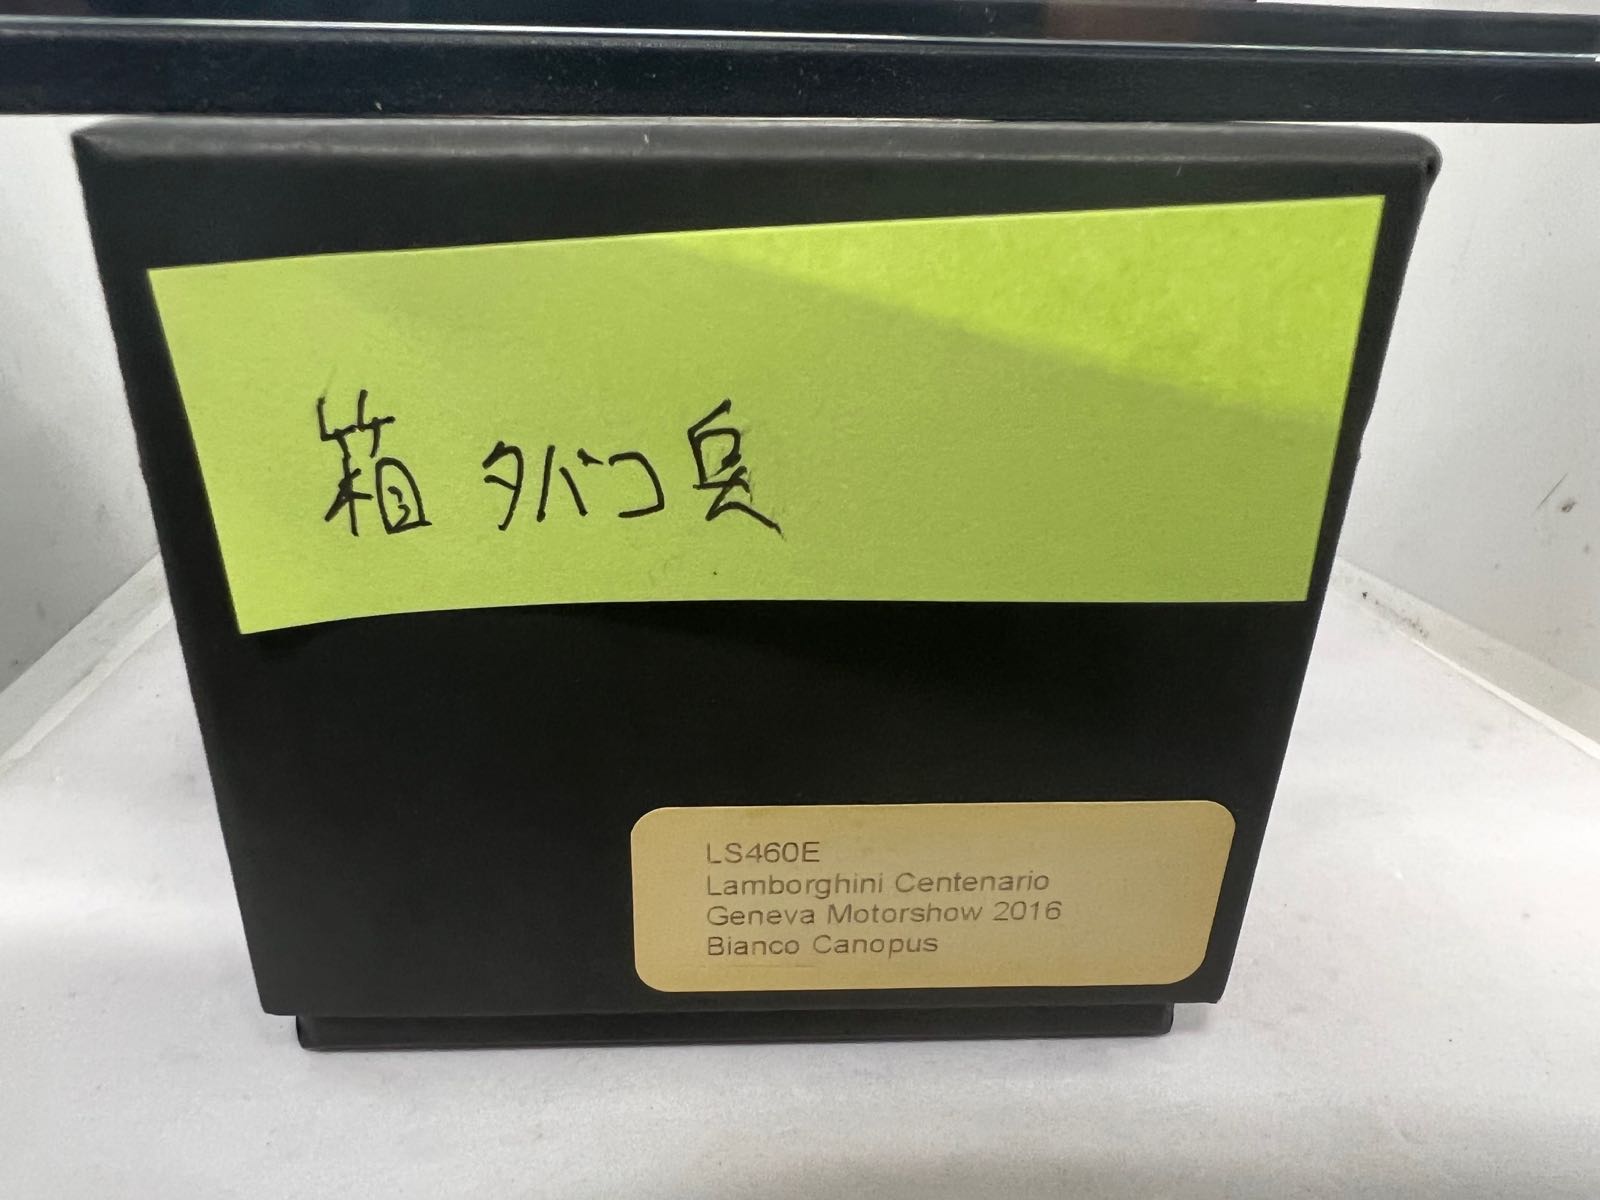 箱 タバコ臭
LS460E
Lamborghini Centenario
Geneva Motorshow 2016
Bianco Canopus